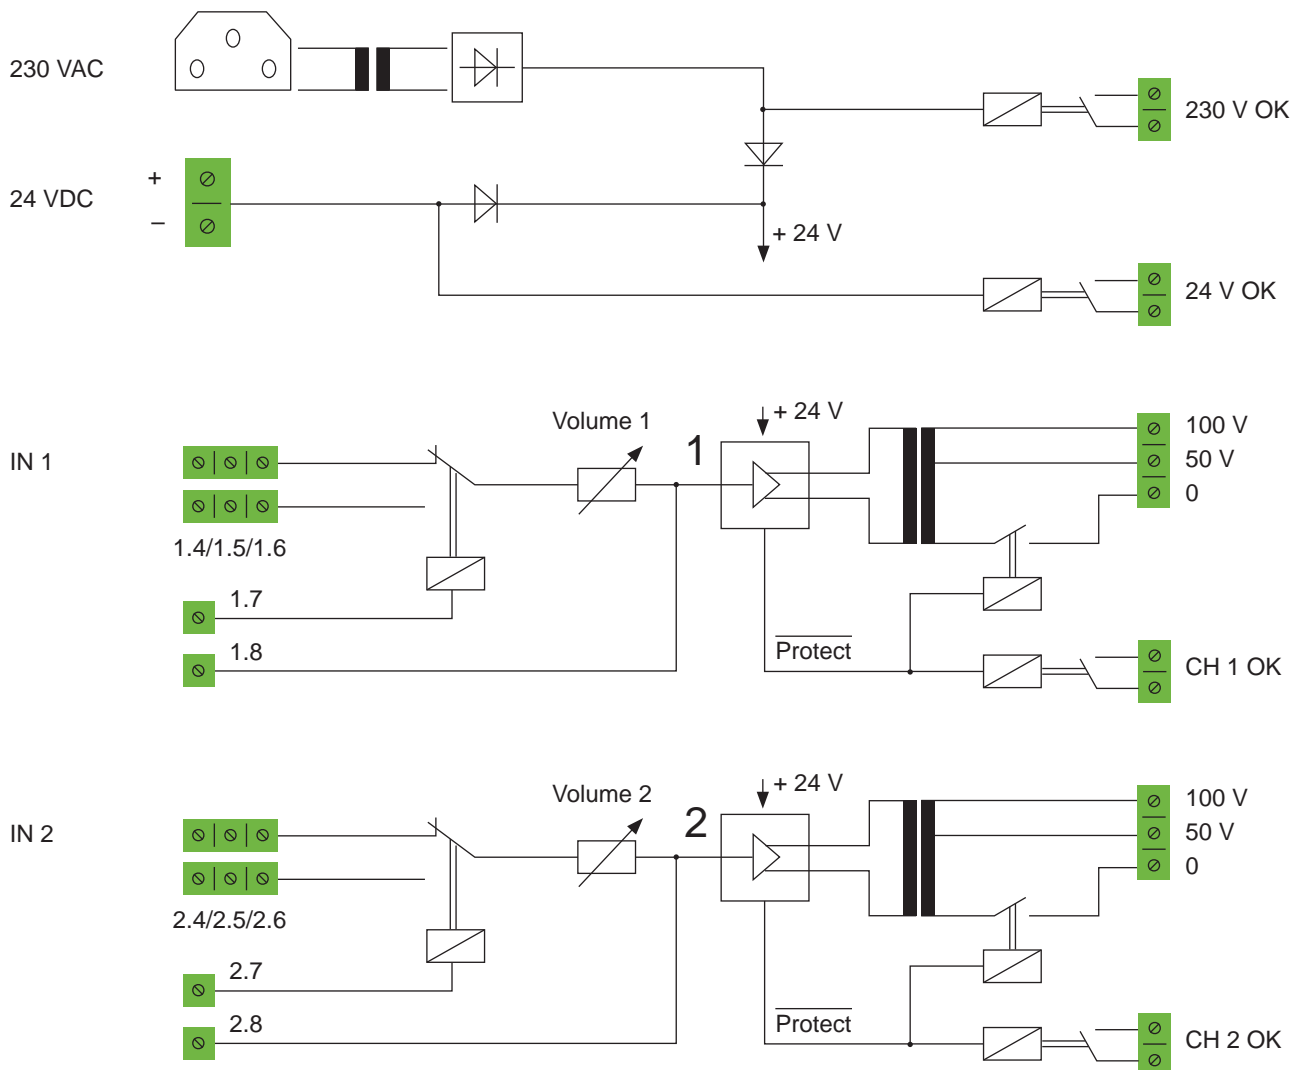 230 VAC
230 V OK
24 VDC
+
–
+ 24 V
24 V OK
IN 1
Volume 1
1
+ 24 V
100 V
50 V
0
1.4/1.5/1.6
1.7
1.8
Protect
CH 1 OK
IN 2
Volume 2
2
+ 24 V
100 V
50 V
0
2.4/2.5/2.6
2.7
2.8
Protect
CH 2 OK